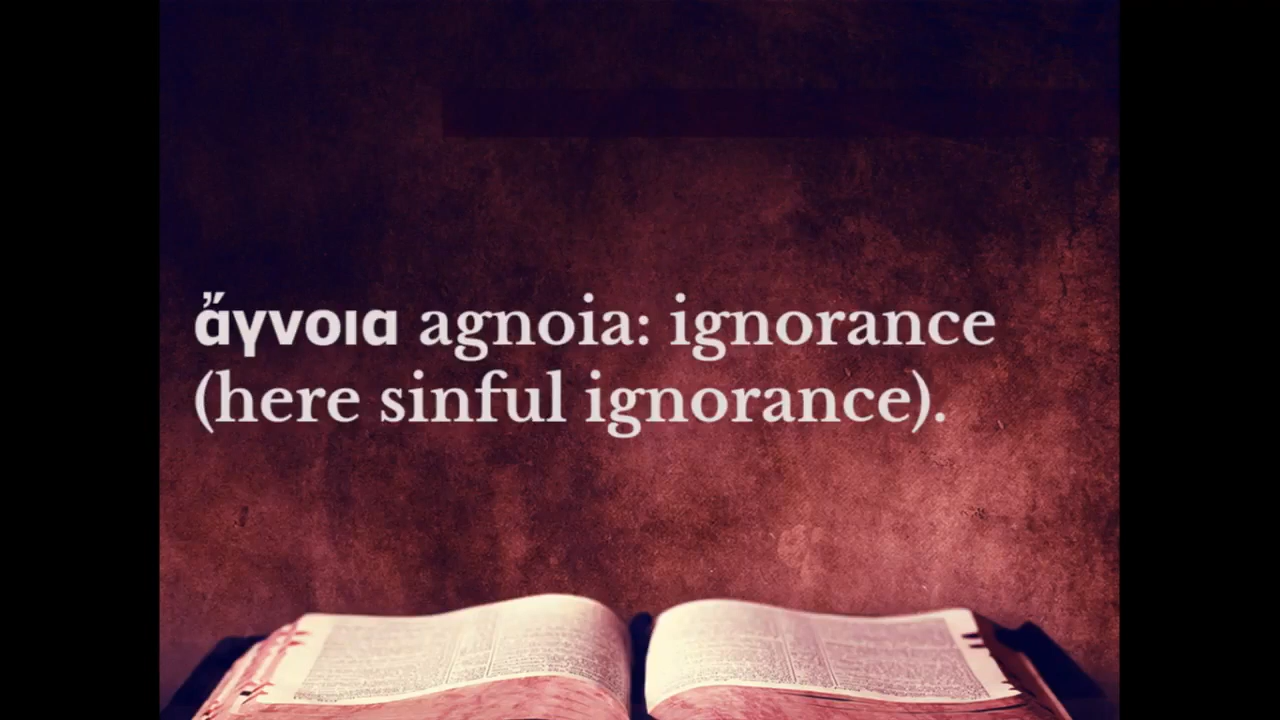 ἄγνοια agnoia: ignorance
(here sinful ignorance).